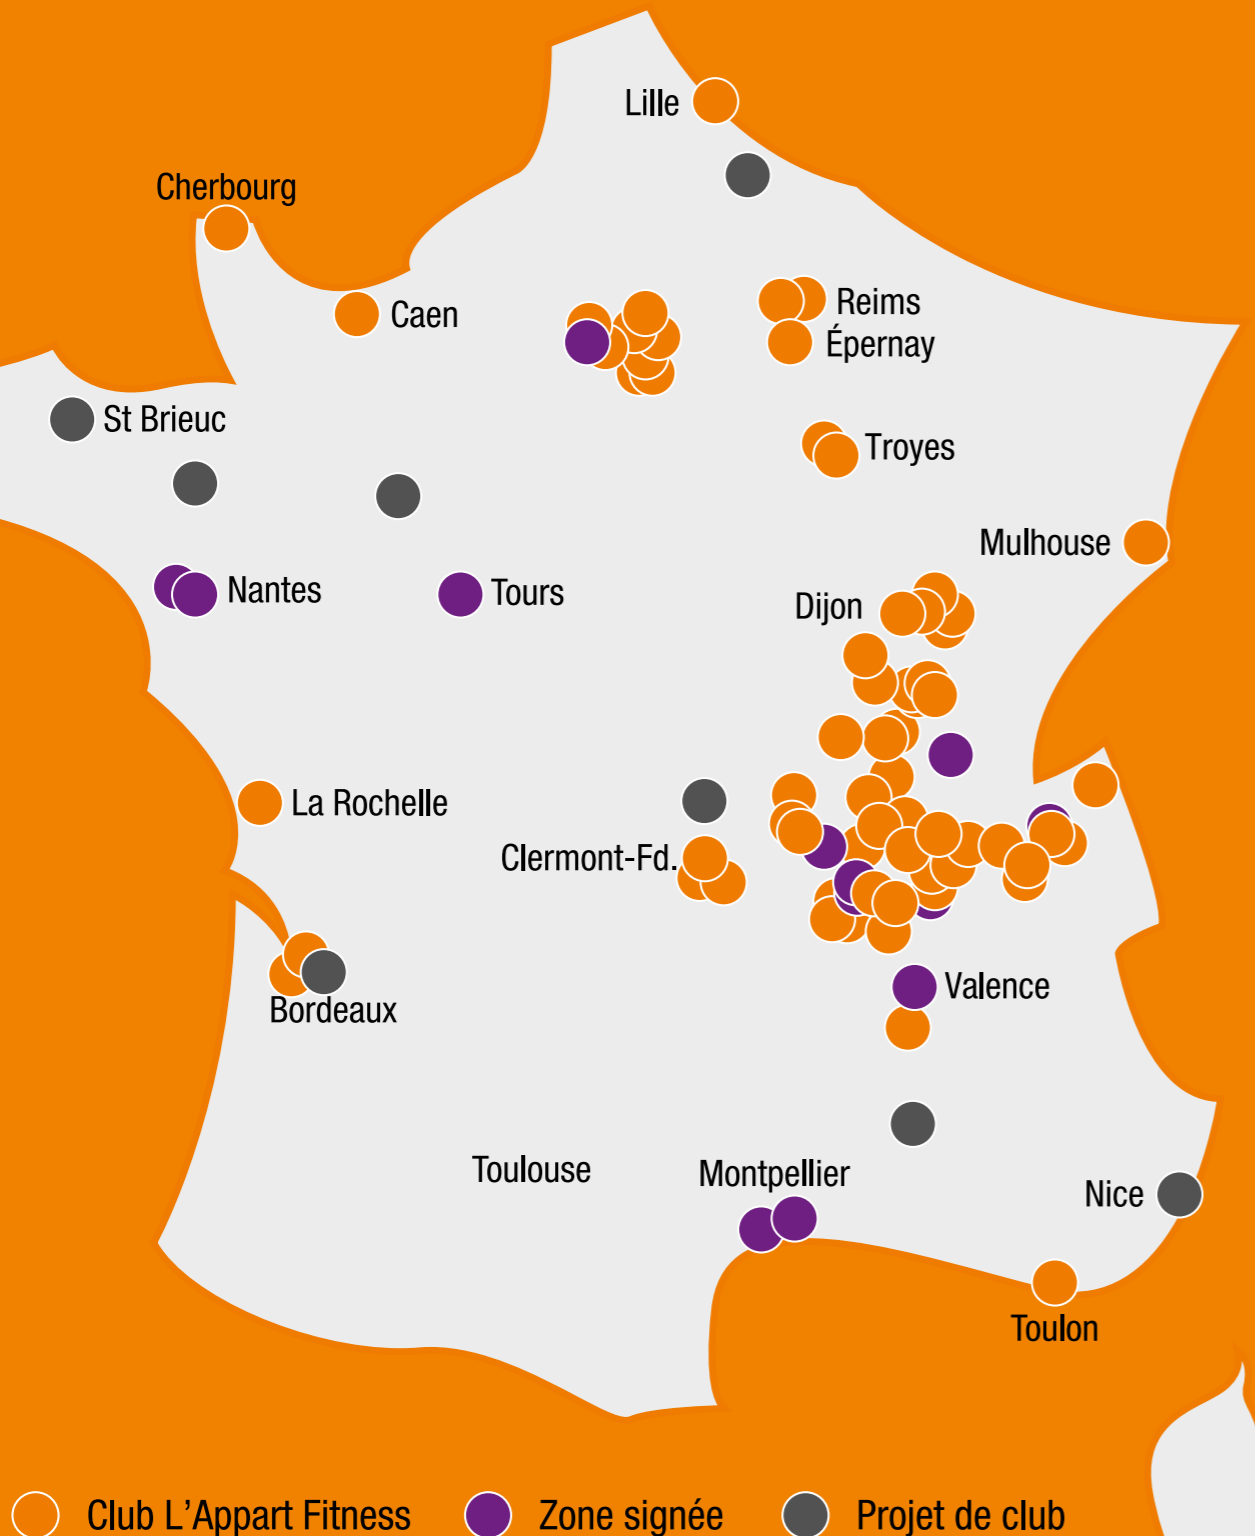 Lille
Cherbourg
Caen
Reims
Épernay
St Brieuc
Troyes
Mulhouse
Nantes
Tours
Dijon
La Rochelle
Clermont-Fd.
Bordeaux
Valence
Toulouse
Montpellier
Nice
Toulon
Club L’Appart Fitness
Zone signée
Projet de club